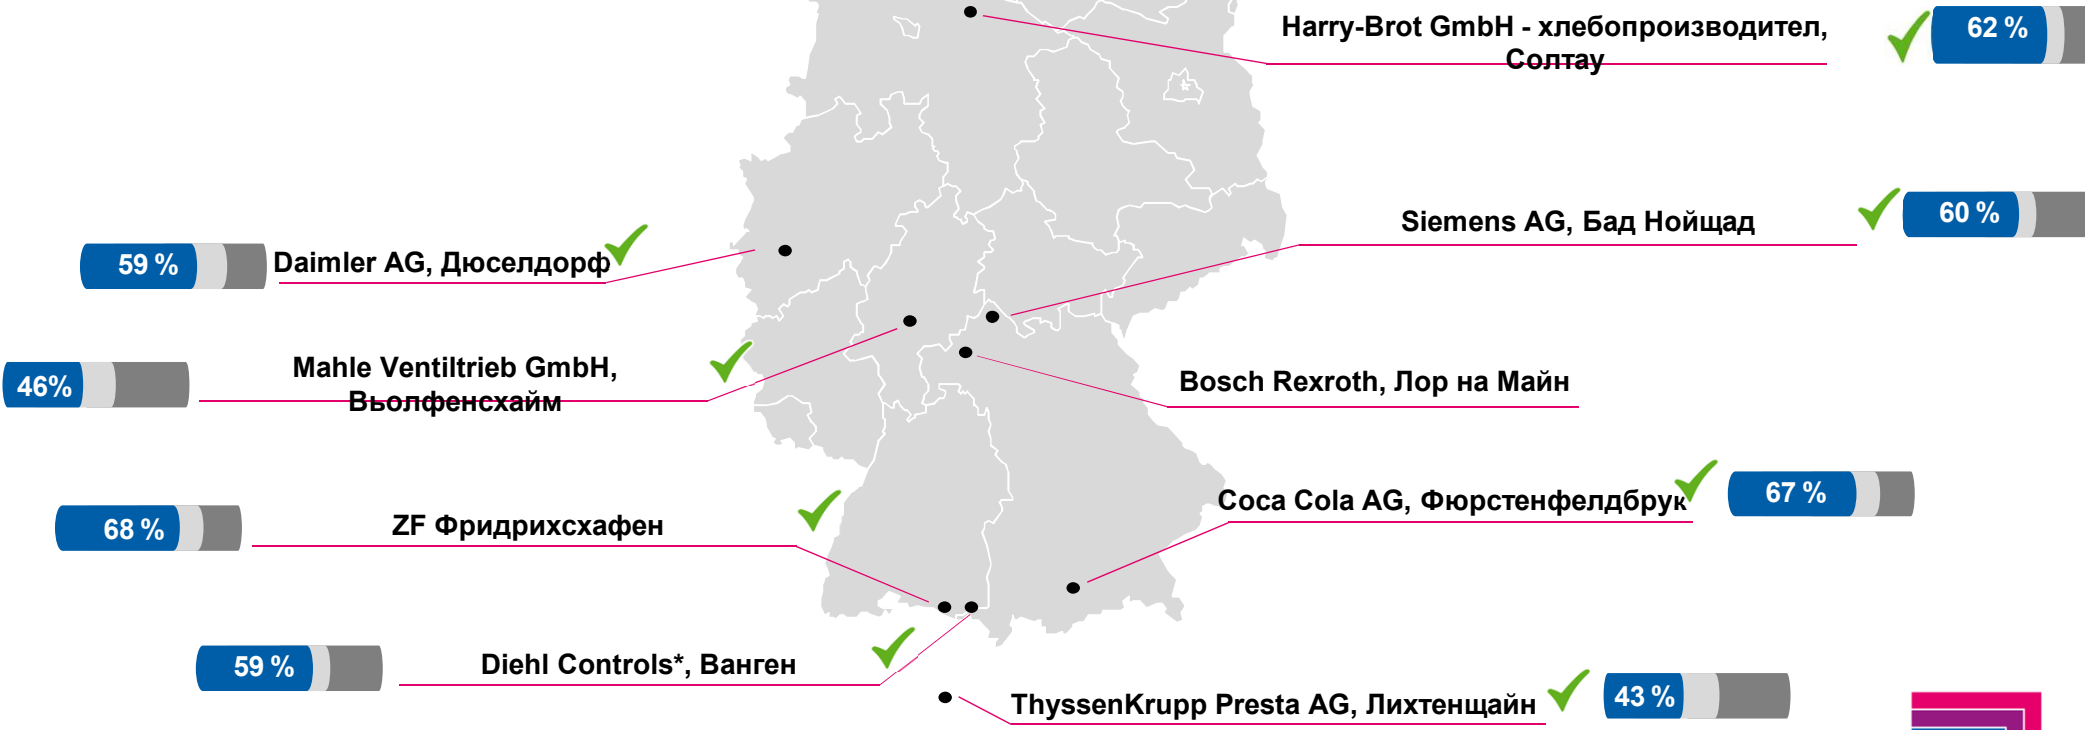 Harry-Brot GmbH - хлебопроизводител,
Солтау
62 %
Siemens AG, Бад Нойщад
60 %
59 %
Daimler AG, Дюселдорф
Mahle Ventiltrieb GmbH,
Вьолфенсхайм
46%
Bosch Rexroth, Лор на Майн
Coca Cola AG, Фюрстенфелдбрук
67 %
68 %
ZF Фридрихсхафен
59 %
Diehl Controls*, Ванген
ThyssenKrupp Presta AG, Лихтенщайн
43 %